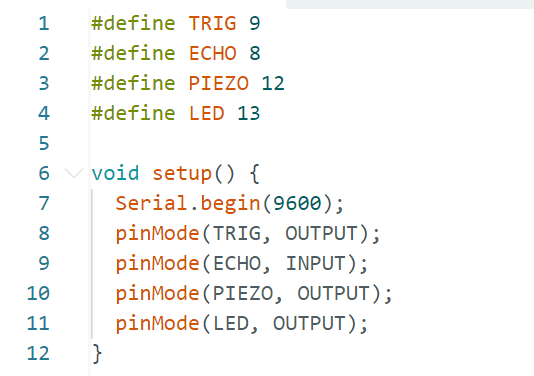 1 #define TRIG 9
2 #define ECHO 8
3 #define PIEZO 12
4 #define LED 13
5
6 void setup() {
7   Serial.begin(9600);
8   pinMode(TRIG, OUTPUT);
9   pinMode(ECHO, INPUT);
10   pinMode(PIEZO, OUTPUT);
11   pinMode(LED, OUTPUT);
12 }